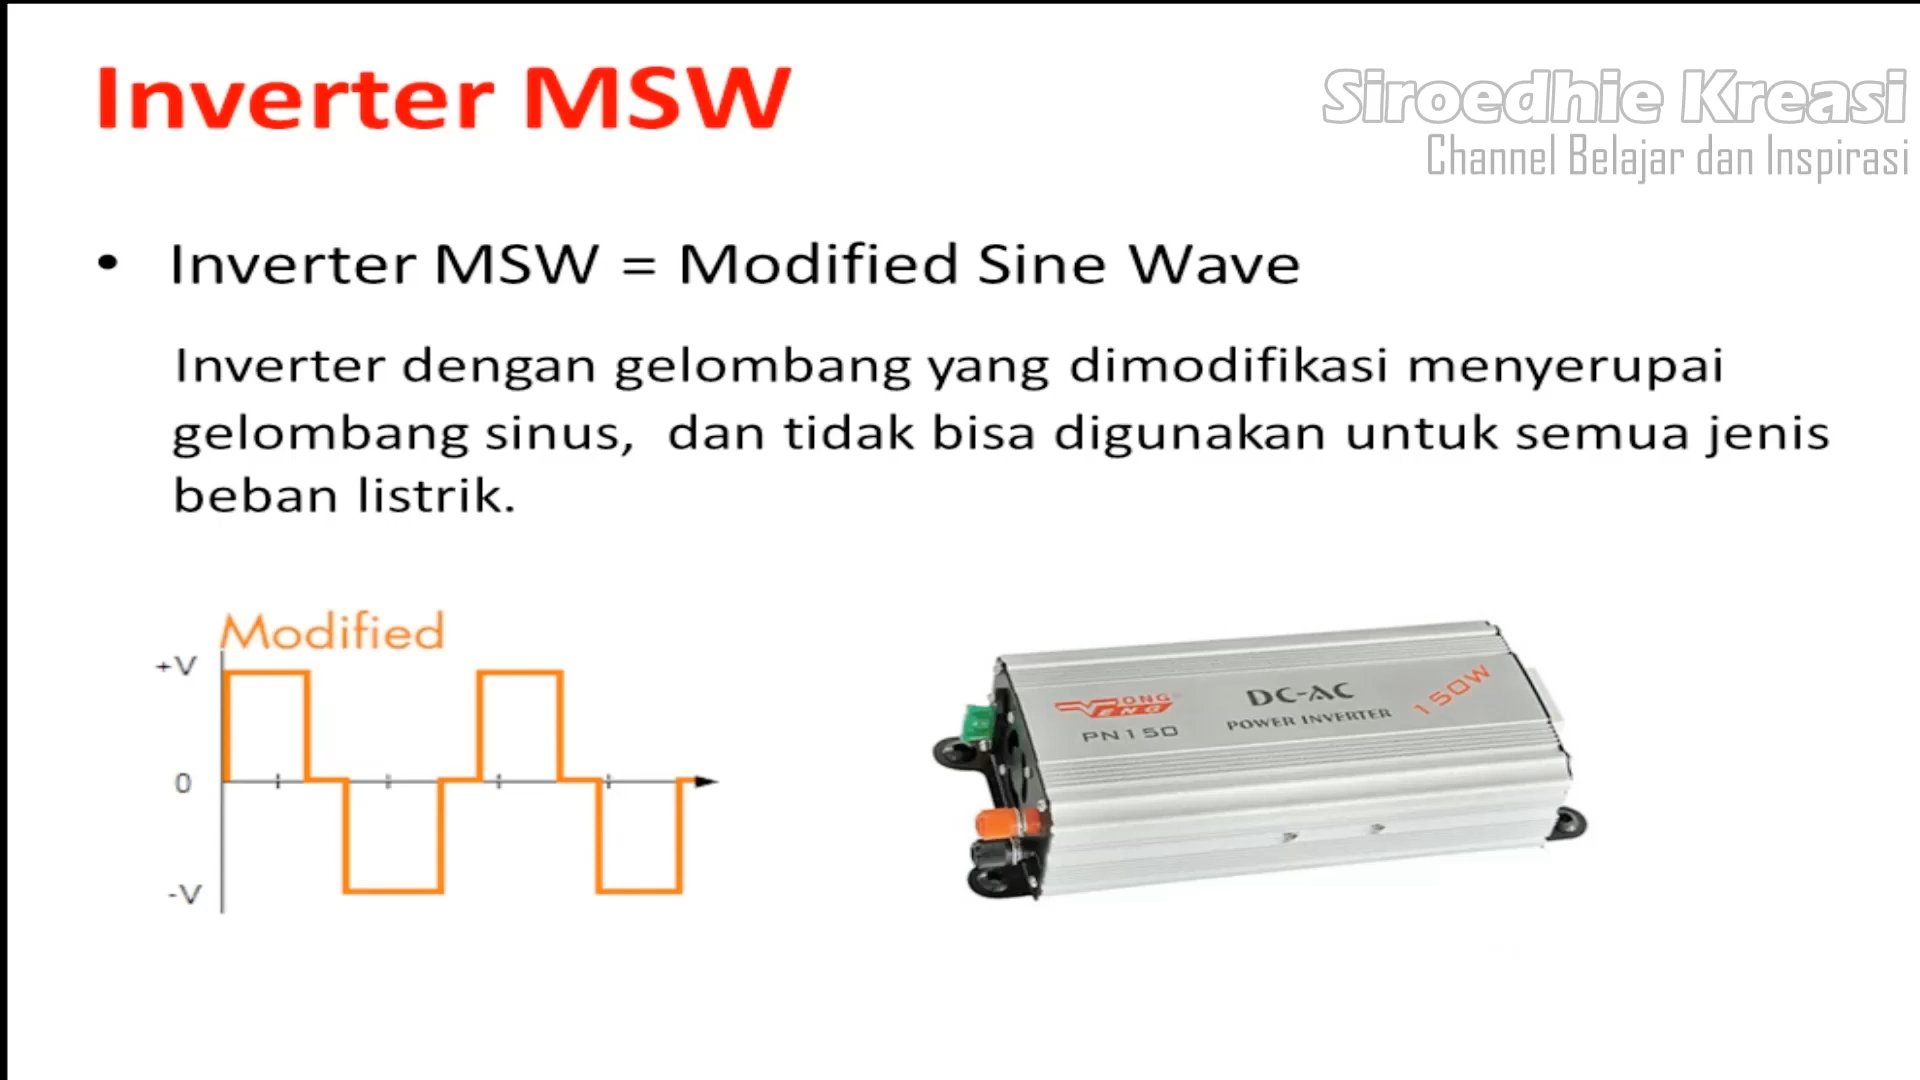 Inverter MSW
Siroedhie Kreasi
Channel Belajar dan Inspirasi
• Inverter MSW = Modified Sine Wave
Inverter dengan gelombang yang dimodifikasi menyerupai
gelombang sinus, dan tidak bisa digunakan untuk semua jenis
beban listrik.
Modified
+V
0
-V
YONG
FENG
PN150
DC-AC
POWER INVERTER
150W